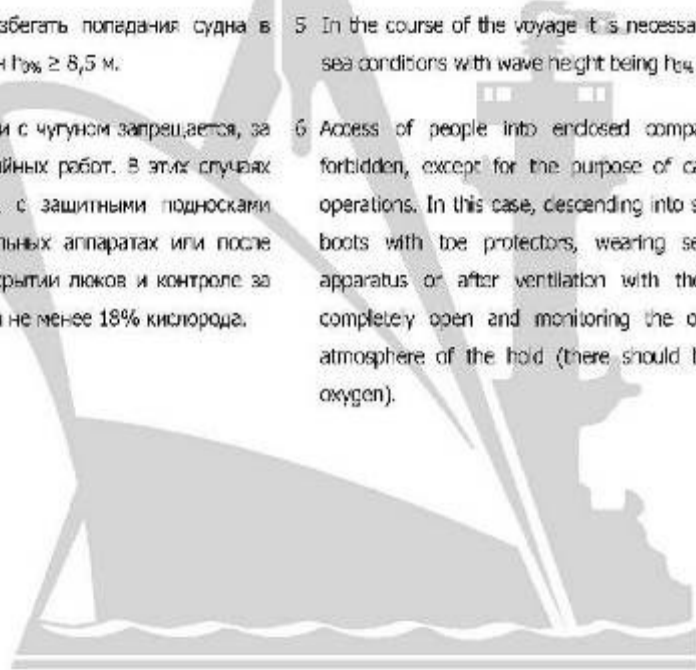 збегать попадания судна в
h₃% ≥ 8,5 м.
и с чугуном запрещается, за
йных работ. В этих случаях
с защитными подносками
льных аппаратах или после
крытии люков и контроле за
не менее 18% кислорода.
5 In the course of the voyage it is necessa
sea conditions with wave height being h₃%
6 Access of people into enclosed compa
forbidden, except for the purpose of ca
operations. In this case, descending into s
boots with toe protectors, wearing se
apparatus or after ventilation with the
completely open and monitoring the o
atmosphere of the hold (there should b
oxygen).